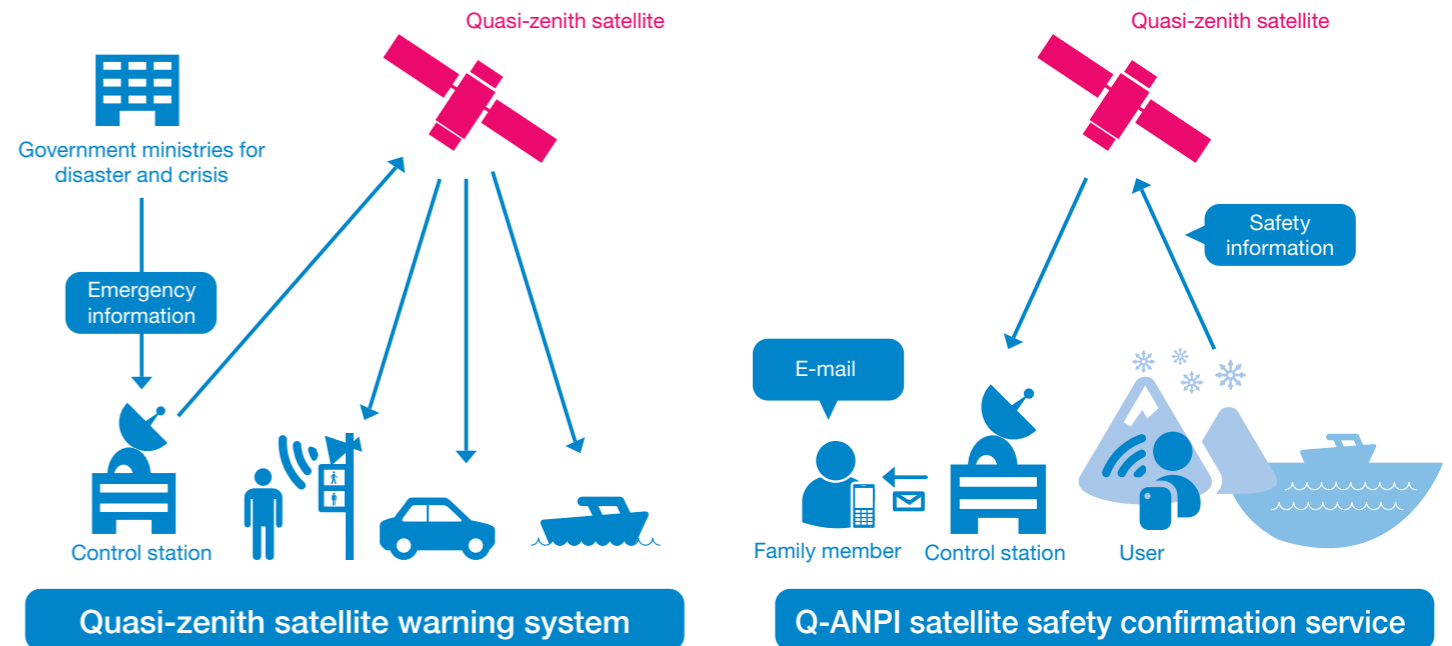 Quasi-zenith satellite
Government ministries for
disaster and crisis
Emergency
information
Control station
Quasi-zenith satellite warning system
Quasi-zenith satellite
Safety
information
E-mail
Family member
Control station
User
Q-ANPI satellite safety confirmation service